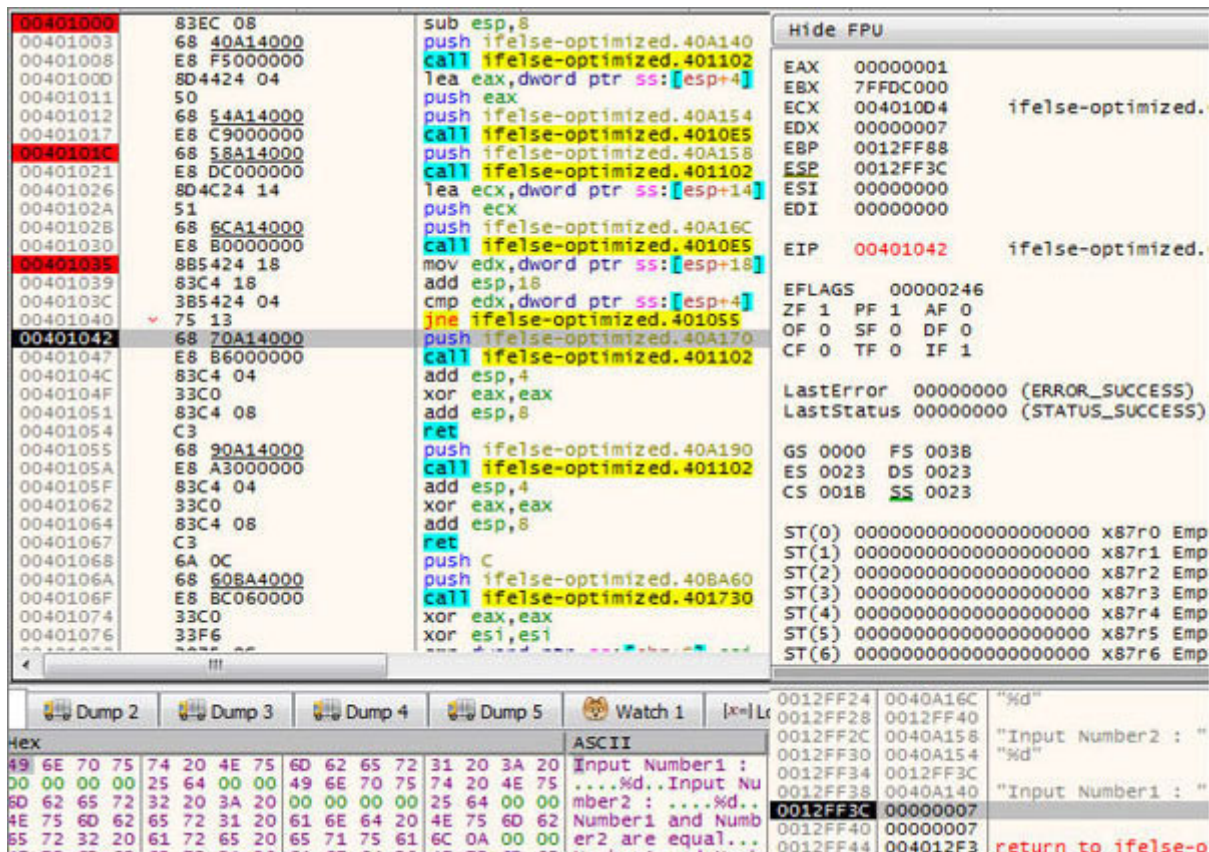 00401000 83EC 08 sub esp,8
00401003 68 40A14000 push ifelse-optimized.40A140
00401008 E8 F5000000 call ifelse-optimized.401102
0040100D 8D4424 04 lea eax,dword ptr ss:[esp+4]
00401011 50 push eax
00401012 68 54A14000 push ifelse-optimized.40A154
00401017 E8 C9000000 call ifelse-optimized.4010E5
0040101C 68 58A14000 push ifelse-optimized.40A158
00401021 E8 DC000000 call ifelse-optimized.401102
00401026 8D4C24 14 lea ecx,dword ptr ss:[esp+14]
0040102A 51 push ecx
0040102B 68 6CA14000 push ifelse-optimized.40A16C
00401030 E8 B0000000 call ifelse-optimized.4010E5
00401035 8B5424 18 mov edx,dword ptr ss:[esp+18]
00401039 83C4 18 add esp,18
0040103C 3B5424 04 cmp edx,dword ptr ss:[esp+4]
00401040 75 13 jne ifelse-optimized.401055
00401042 68 70A14000 push ifelse-optimized.40A170
00401047 E8 B6000000 call ifelse-optimized.401102
0040104C 83C4 04 add esp,4
0040104F 33C0 xor eax,eax
00401051 83C4 08 add esp,8
00401054 C3 ret
00401055 68 90A14000 push ifelse-optimized.40A190
0040105A E8 A3000000 call ifelse-optimized.401102
0040105F 83C4 04 add esp,4
00401062 33C0 xor eax,eax
00401064 83C4 08 add esp,8
00401067 C3 ret
00401068 6A 0C push C
0040106A 68 60BA4000 push ifelse-optimized.40BA60
0040106F E8 BC060000 call ifelse-optimized.401730
00401074 33C0 xor eax,eax
00401076 33F6 xor esi,esi
Hide FPU
EAX 00000001
EBX 7FFDC000
ECX 004010D4 ifelse-optimized.
EDX 00000007
EBP 0012FF88
ESP 0012FF3C
ESI 00000000
EDI 00000000
EIP 00401042 ifelse-optimized.
EFLAGS 00000246
ZF 1 PF 1 AF 0
OF 0 SF 0 DF 0
CF 0 TF 0 IF 1
LastError 00000000 (ERROR_SUCCESS)
LastStatus 00000000 (STATUS_SUCCESS)
GS 0000 FS 003B
ES 0023 DS 0023
CS 001B SS 0023
ST(0) 00000000000000000000 x87r0 Emp
ST(1) 00000000000000000000 x87r1 Emp
ST(2) 00000000000000000000 x87r2 Emp
ST(3) 00000000000000000000 x87r3 Emp
ST(4) 00000000000000000000 x87r4 Emp
ST(5) 00000000000000000000 x87r5 Emp
ST(6) 00000000000000000000 x87r6 Emp
Dump 2 Dump 3 Dump 4 Dump 5 Watch 1 [x=] Lo
Hex ASCII
49 6E 70 75 74 20 4E 75 6D 62 65 72 31 20 3A 20 Input Number1 :
00 00 00 00 25 64 00 00 49 6E 70 75 74 20 4E 75 ....%d..Input Nu
6D 62 65 72 32 20 3A 20 00 00 00 00 25 64 00 00 mber2 : ....%d..
4E 75 6D 62 65 72 31 20 61 6E 64 20 4E 75 6D 62 Number1 and Numb
65 72 32 20 61 72 65 20 65 71 75 61 6C 0A 00 00 er2 are equal...
0012FF24 0040A16C "%d"
0012FF28 0012FF40
0012FF2C 0040A158 "Input Number2 : "
0012FF30 0040A154 "%d"
0012FF34 0012FF3C
0012FF38 0040A140 "Input Number1 : "
0012FF3C 00000007
0012FF40 00000007
0012FF44 004012F3 return to ifelse-o